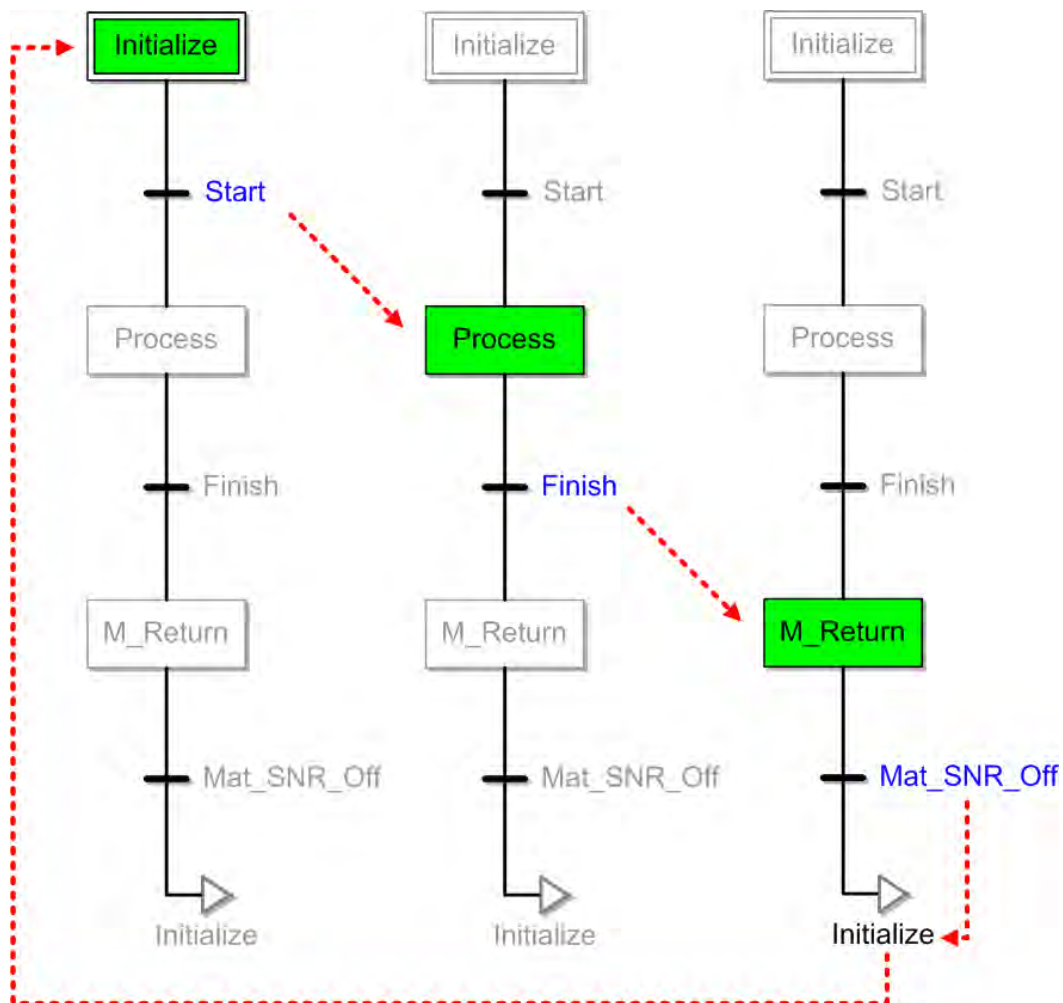 Initialize
Initialize
Initialize
Start
Start
Start
Process
Process
Process
Finish
Finish
Finish
M_Return
M_Return
M_Return
Mat_SNR_Off
Mat_SNR_Off
Mat_SNR_Off
Initialize
Initialize
Initialize